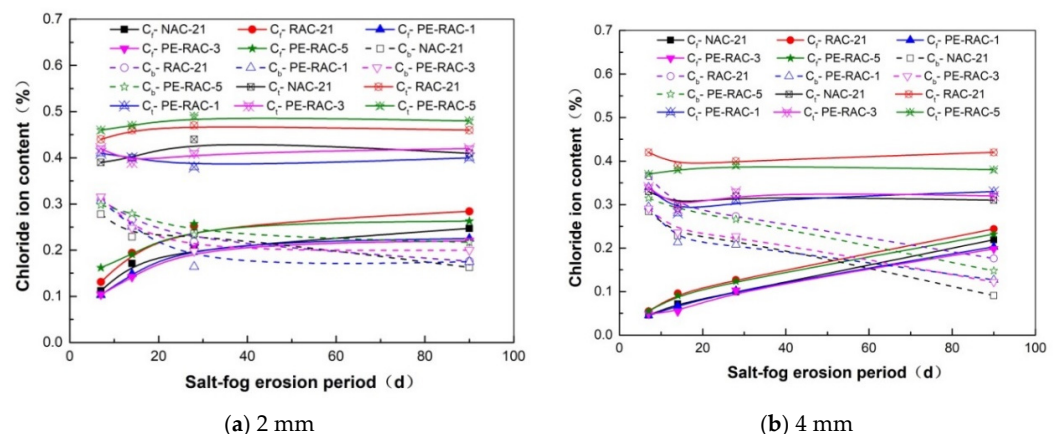 0.7
0.6
0.5
0.4
0.3
0.2
0.1
0.0
Chloride ion content（%）
Cf- NAC-21 Cf- RAC-21 Cf- PE-RAC-1
Cf- PE-RAC-3 Cf- PE-RAC-5 Cb- NAC-21
Cb- RAC-21 Cb- PE-RAC-1 Cb- PE-RAC-3
Cb- PE-RAC-5 Ct- NAC-21 Ct- RAC-21
Ct- PE-RAC-1 Ct- PE-RAC-3 Ct- PE-RAC-5
0 20 40 60 80 100
Salt-fog erosion period（d）
(a) 2 mm
0.7
0.6
0.5
0.4
0.3
0.2
0.1
0.0
Chloride ion content（%）
Cf- NAC-21 Cf- RAC-21 Cf- PE-RAC-1
Cf- PE-RAC-3 Cf- PE-RAC-5 Cb- NAC-21
Cb- RAC-21 Cb- PE-RAC-1 Cb- PE-RAC-3
Cb- PE-RAC-5 Ct- NAC-21 Ct- RAC-21
Ct- PE-RAC-1 Ct- PE-RAC-3 Ct- PE-RAC-5
0 20 40 60 80 100
Salt-fog erosion period（d）
(b) 4 mm